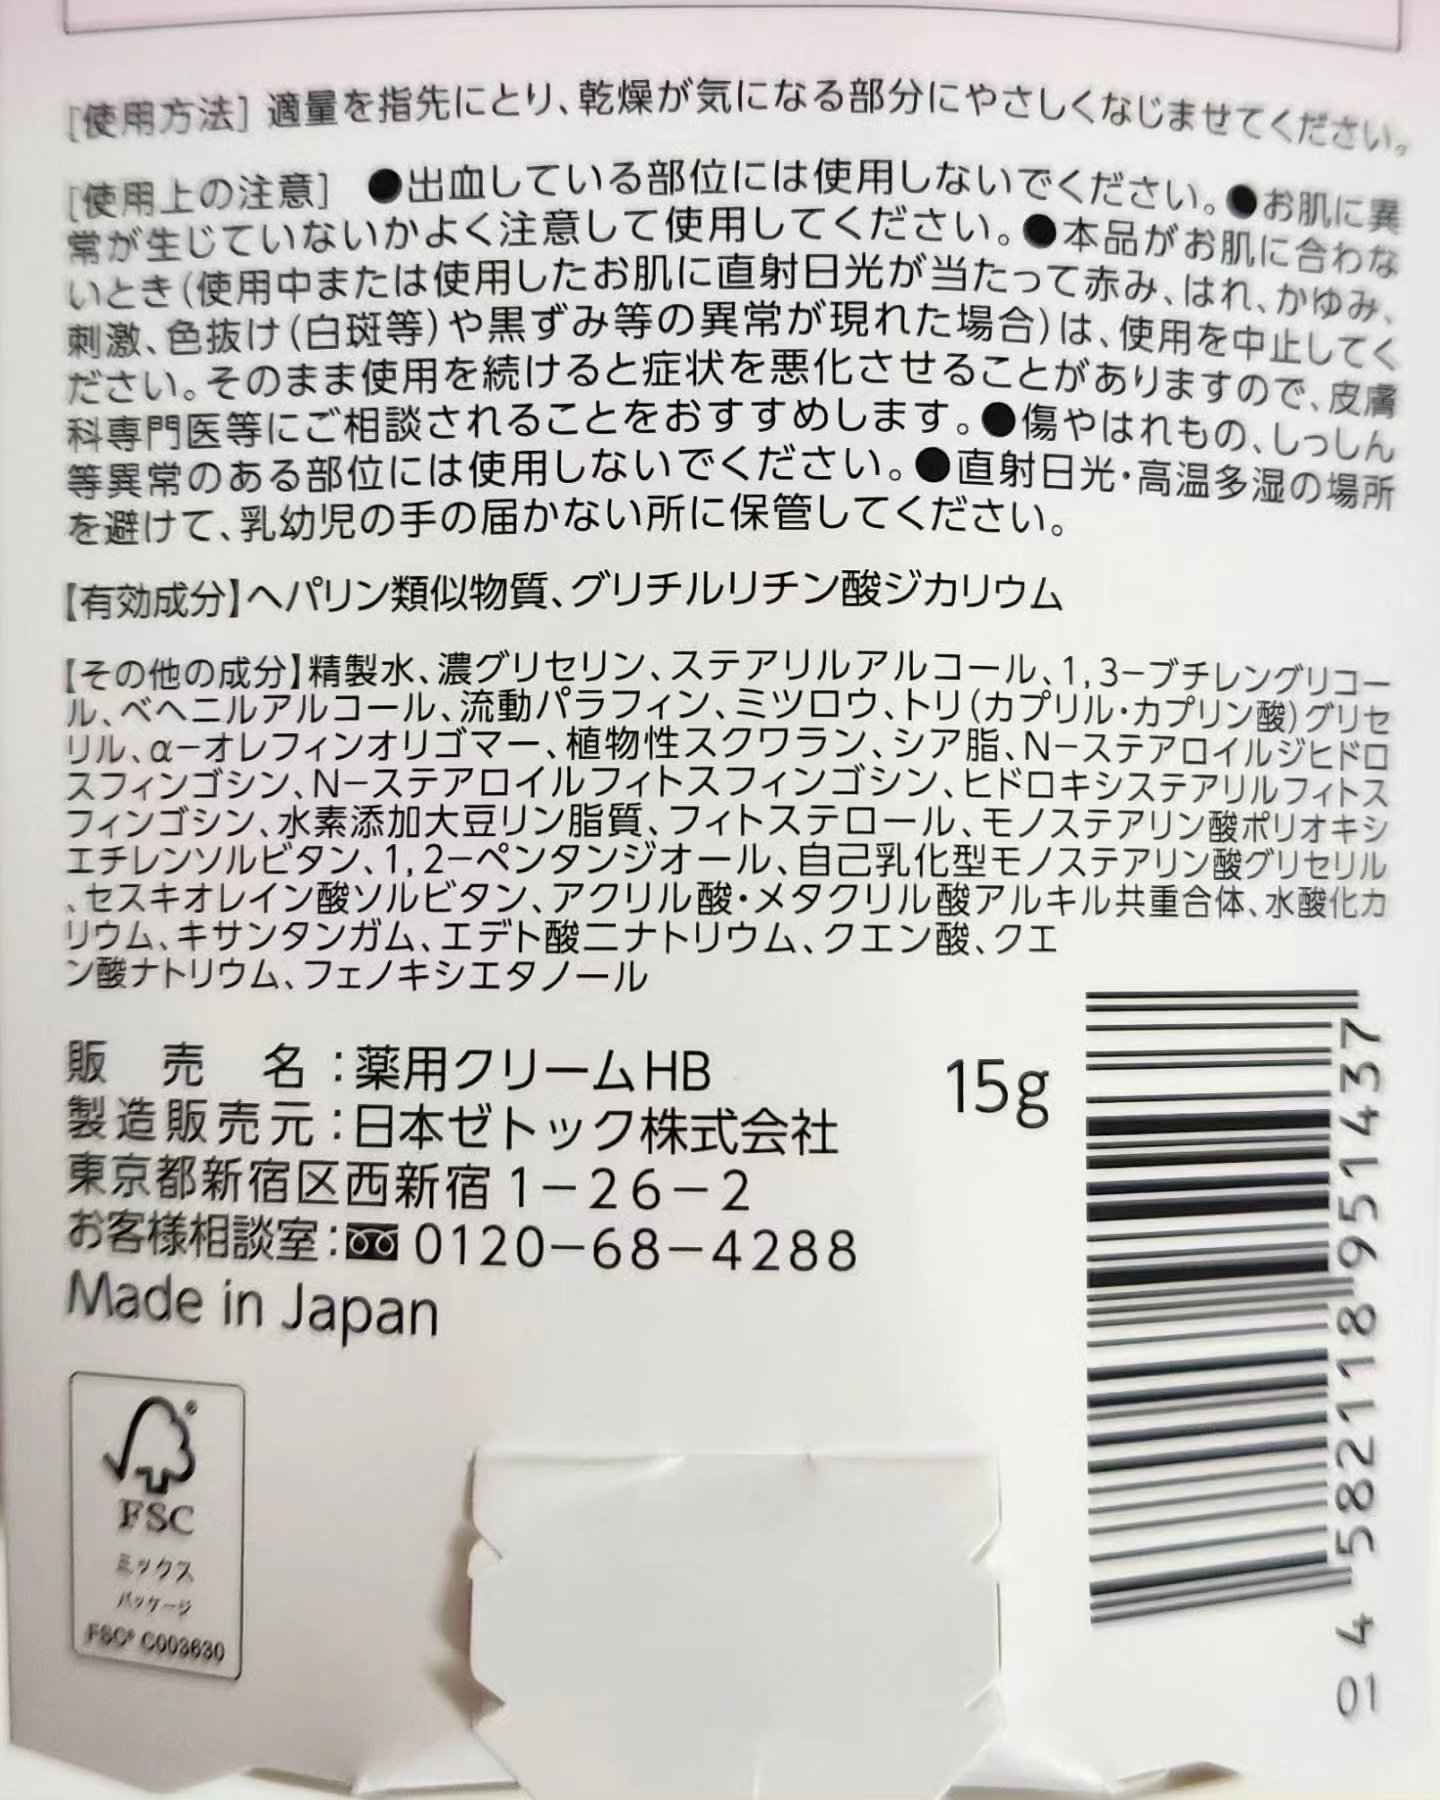 [使用方法] 適量を指先にとり、乾燥が気になる部分にやさしくなじませてください。
[使用上の注意] ●出血している部位には使用しないでください。●お肌に異
常が生じていないかよく注意して使用してください。●本品がお肌に合わな
いとき(使用中または使用したお肌に直射日光が当たって赤み、はれ、かゆみ、
刺激、色抜け(白斑等)や黒ずみ等の異常が現れた場合)は、使用を中止してく
ださい。そのまま使用を続けると症状を悪化させることがありますので、皮膚
科専門医等にご相談されることをおすすめします。●傷やはれもの、しっしん
等異常のある部位には使用しないでください。●直射日光・高温多湿の場所
を避けて、乳幼児の手の届かない所に保管してください。
【有効成分】ヘパリン類似物質、グリチルリチン酸ジカリウム
【その他の成分】精製水、濃グリセリン、ステアリルアルコール、1,3−ブチレングリコー
ル、ベヘニルアルコール、流動パラフィン、ミツロウ、トリ(カプリル・カプリン酸)グリセ
リル、α−オレフィンオリゴマー、植物性スクワラン、シア脂、N−ステアロイルジヒドロ
スフィンゴシン、N−ステアロイルフィトスフィンゴシン、ヒドロキシステアリルフィトス
フィンゴシン、水素添加大豆リン脂質、フィトステロール、モノステアリン酸ポリオキシ
エチレンソルビタン、1,2−ペンタンジオール、自己乳化型モノステアリン酸グリセリル
、セスキオレイン酸ソルビタン、アクリル酸・メタクリル酸アルキル共重合体、水酸化カ
リウム、キサンタンガム、エデト酸二ナトリウム、クエン酸、クエ
ン酸ナトリウム、フェノキシエタノール
販売名:薬用クリームHB
15g
製造販売元:日本ゼトック株式会社
東京都新宿区西新宿1−26−2
お客様相談室:0120−68−4288
Made in Japan
FSC
ミックス
パッケージ
FSC® C003630
01 4 582118 951437